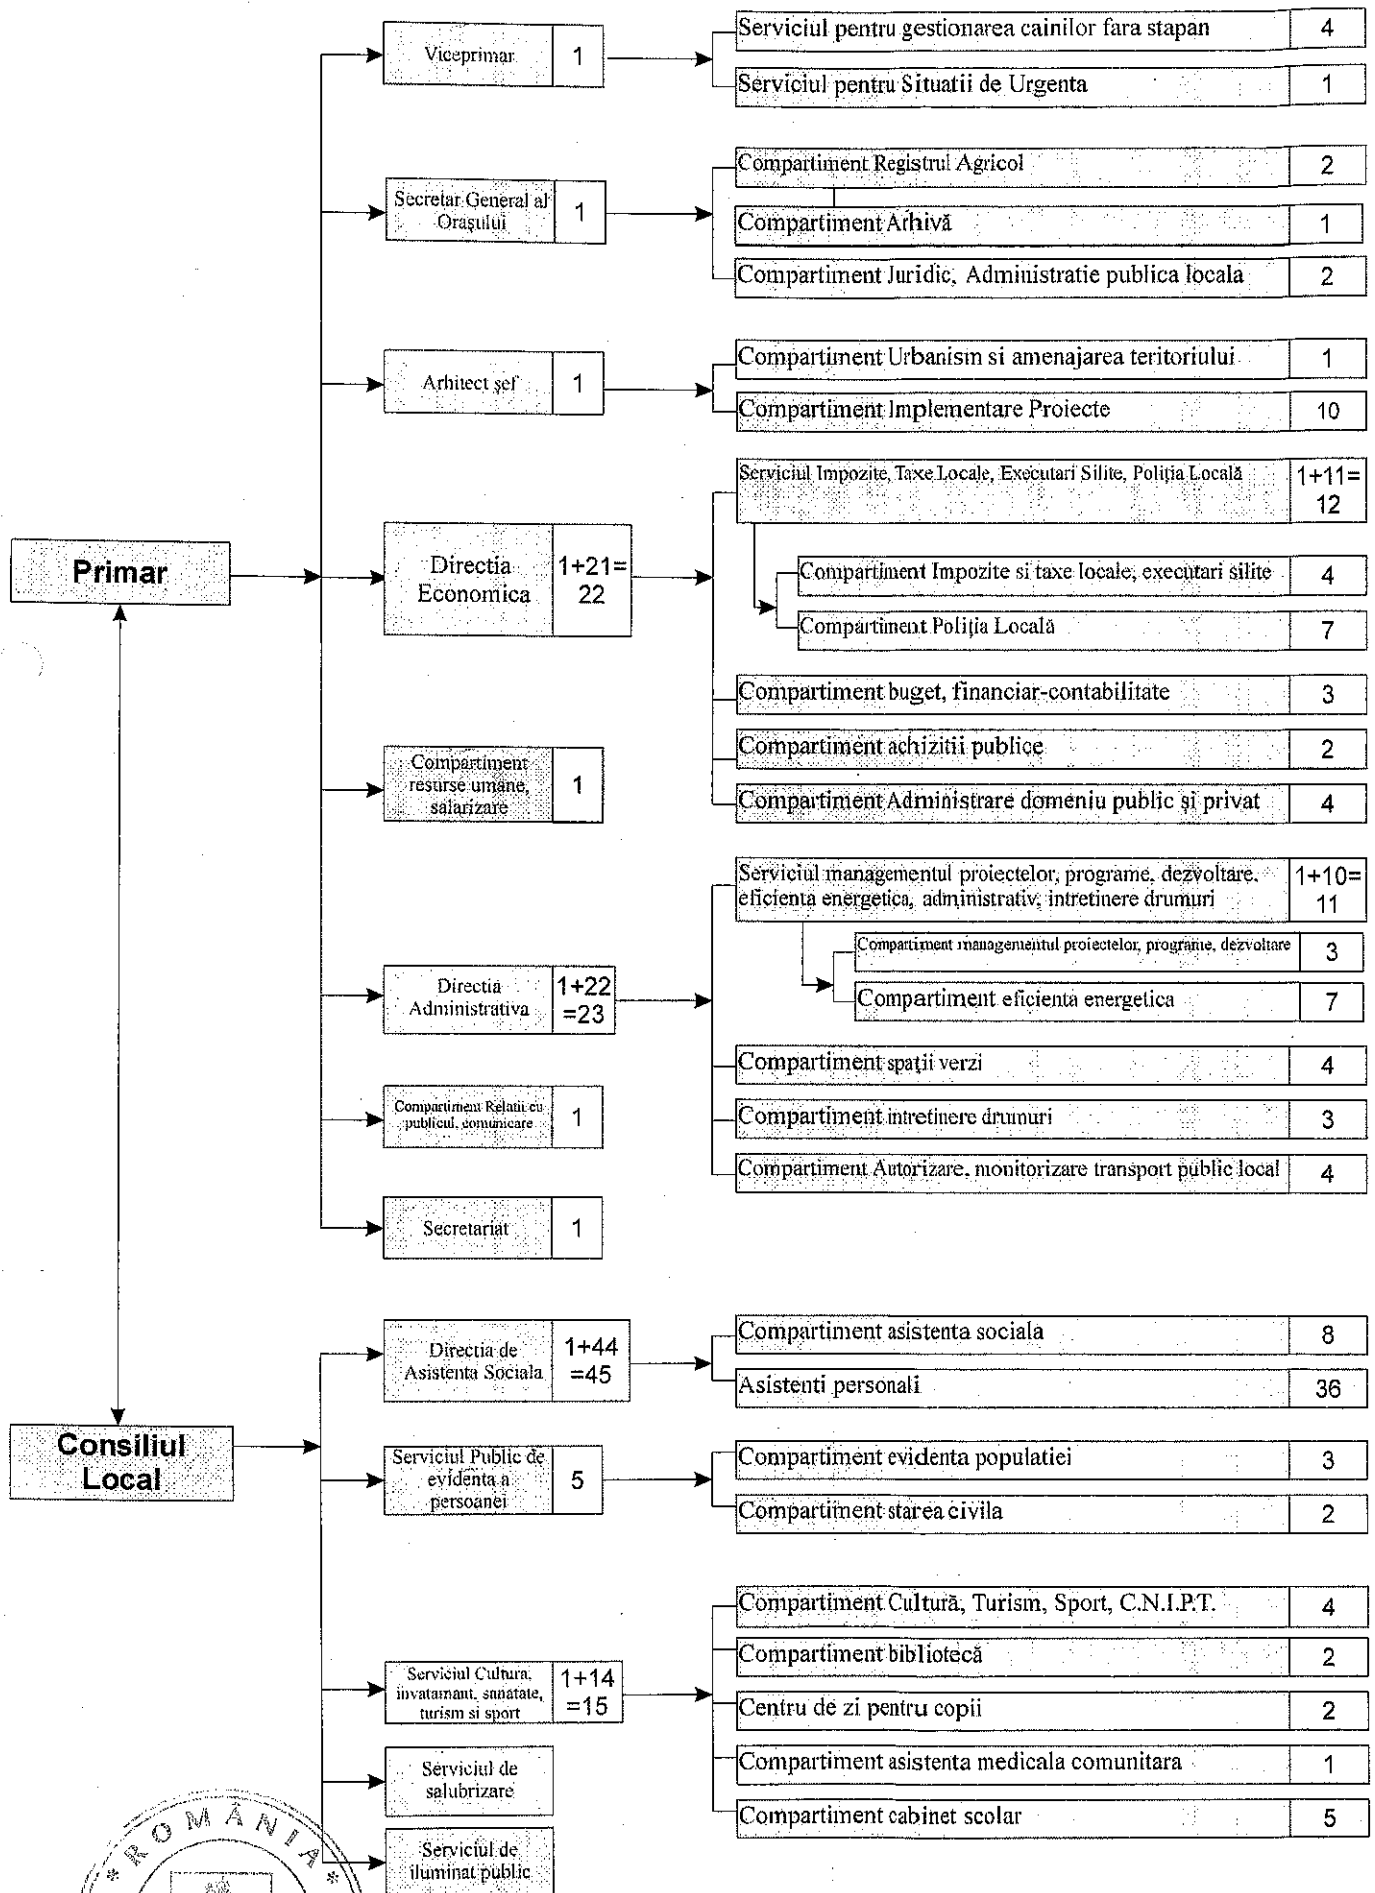 Viceprimar 1
Serviciul pentru gestionarea cainilor fara stapan 4
Serviciul pentru Situatii de Urgenta 1
Secretar General al
Orașului
1
Compartiment Registrul Agricol 2
Compartiment Arhivă 1
Compartiment Juridic, Administratie publica locala 2
Arhitect șef 1
Compartiment Urbanism si amenajarea teritoriului 1
Compartiment Implementare Proiecte 10
Primar
Directia
Economica
1+21=
22
Serviciul Impozite, Taxe Locale, Executari Silite, Poliția Locală
1+11=
12
Compartiment Impozite si taxe locale, executari silite 4
Compartiment Poliția Locală 7
Compartiment buget, financiar-contabilitate 3
Compartiment achizitii publice 2
Compartiment Administrare domeniu public și privat 4
Compartiment
resurse umane,
salarizare
1
Directia
Administrativa
1+22
=23
Serviciul managementul proiectelor, programe, dezvoltare,
eficienta energetica, administrativ, intretinere drumuri
1+10=
11
Compartiment managementul proiectelor, programe, dezvoltare 3
Compartiment eficienta energetica 7
Compartiment spații verzi 4
Compartiment intretinere drumuri 3
Compartiment Autorizare, monitorizare transport public local 4
Compartiment Relatii cu
publicul, comunicare
1
Secretariat 1
Consiliul
Local
Directia de
Asistenta Sociala
1+44
=45
Compartiment asistenta sociala 8
Asistenti personali 36
Serviciul Public de
evidenta a
persoanei
5
Compartiment evidenta populatiei 3
Compartiment starea civila 2
Serviciul Cultura,
invatamant, sanatate,
turism si sport
1+14
=15
Compartiment Cultură, Turism, Sport, C.N.I.P.T. 4
Compartiment bibliotecă 2
Centru de zi pentru copii 2
Compartiment asistenta medicala comunitara 1
Compartiment cabinet scolar 5
Serviciul de
salubrizare
Serviciul de
iluminat public
* ROMÂNIA *